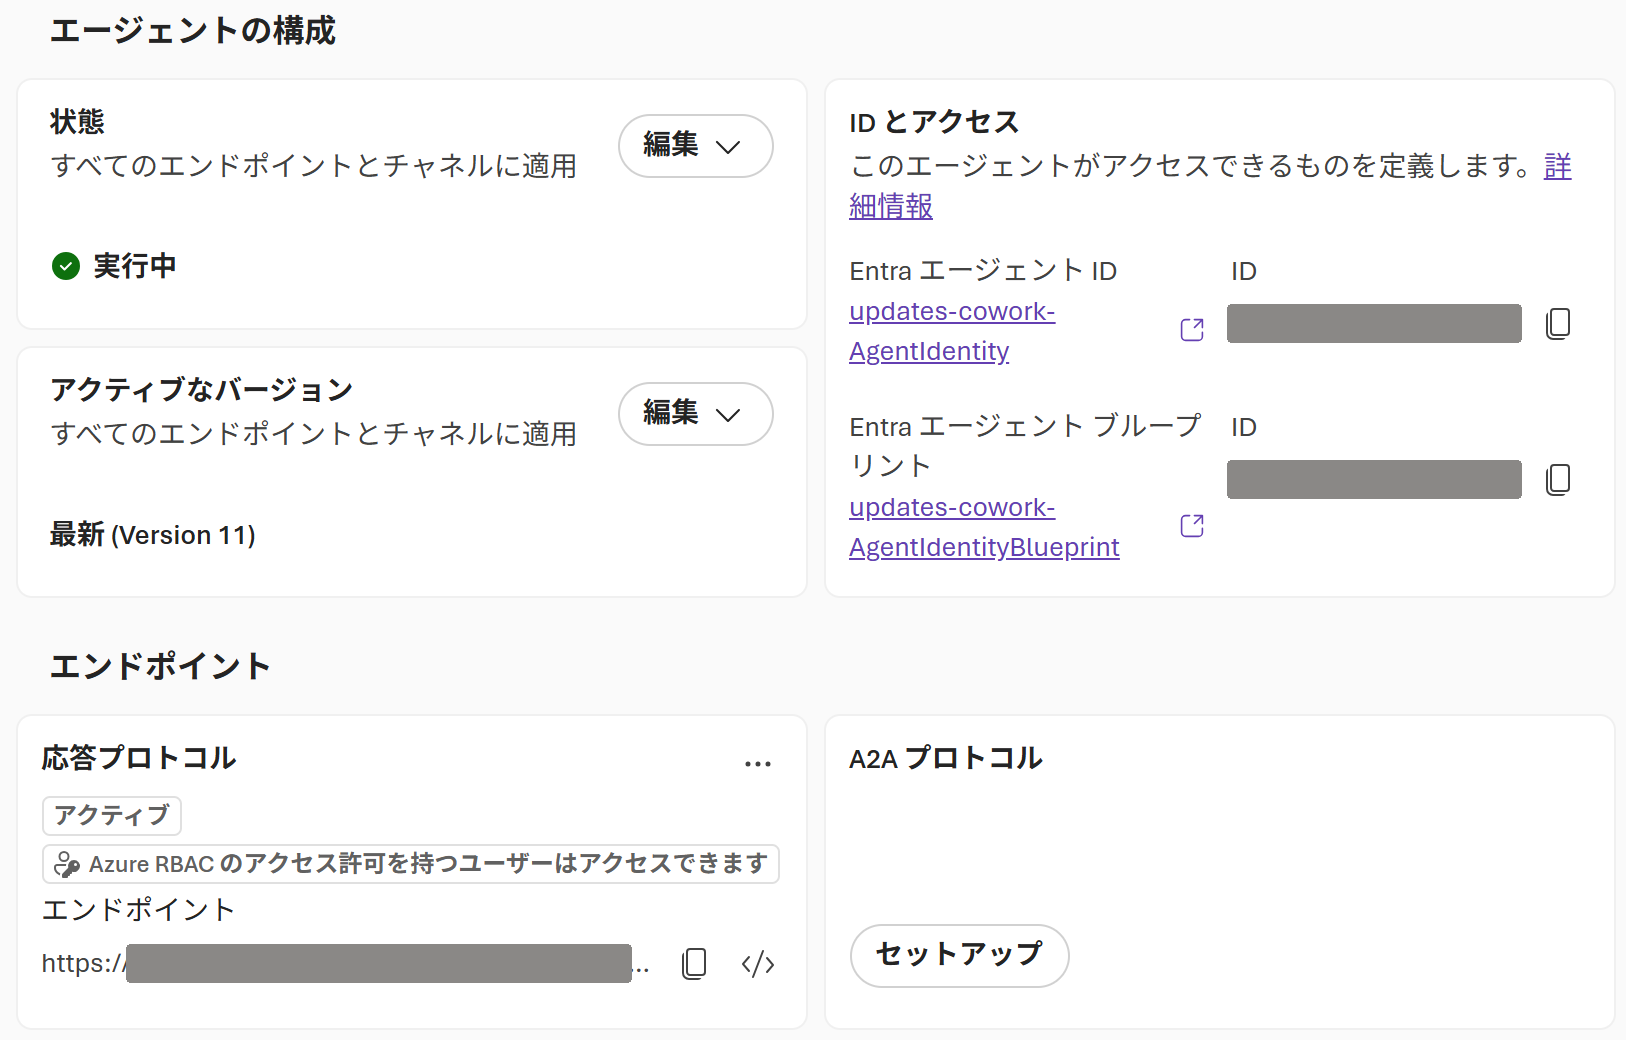 エージェントの構成
状態
すべてのエンドポイントとチャネルに適用
編集
実行中
アクティブなバージョン
すべてのエンドポイントとチャネルに適用
編集
最新 (Version 11)
ID とアクセス
このエージェントがアクセスできるものを定義します。詳
細情報
Entra エージェント ID
ID
updates-cowork-
AgentIdentity
Entra エージェント ブループ
リント
ID
updates-cowork-
AgentIdentityBlueprint
エンドポイント
応答プロトコル
アクティブ
Azure RBAC のアクセス許可を持つユーザーはアクセスできます
エンドポイント
https://
...
A2A プロトコル
セットアップ